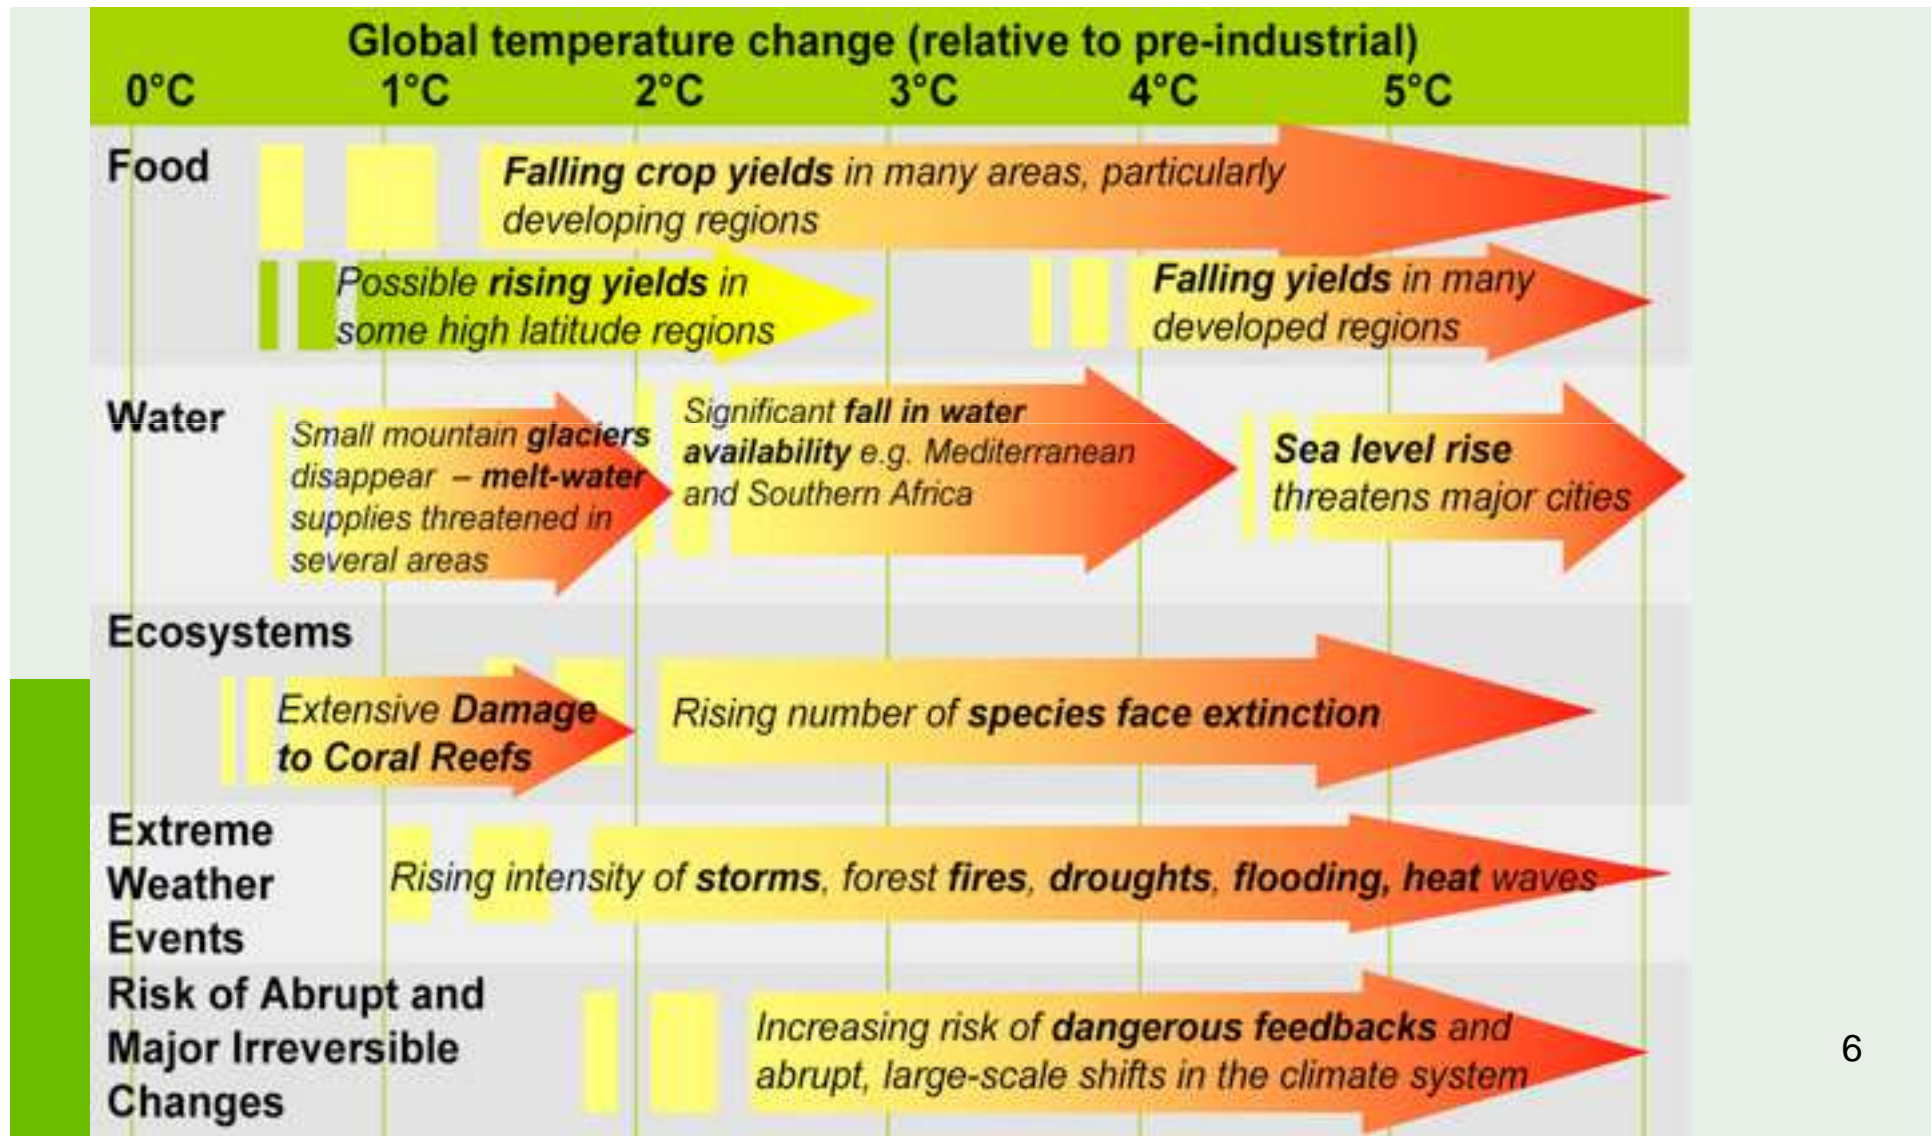 Global temperature change (relative to pre-industrial)
0°C 1°C 2°C 3°C 4°C 5°C
Food
Falling crop yields in many areas, particularly
developing regions
Possible rising yields in
some high latitude regions
Falling yields in many
developed regions
Water
Small mountain glaciers
disappear – melt-water
supplies threatened in
several areas
Significant fall in water
availability e.g. Mediterranean
and Southern Africa
Sea level rise
threatens major cities
Ecosystems
Extensive Damage
to Coral Reefs
Rising number of species face extinction
Extreme
Weather
Events
Rising intensity of storms, forest fires, droughts, flooding, heat waves
Risk of Abrupt and
Major Irreversible
Changes
Increasing risk of dangerous feedbacks and
abrupt, large-scale shifts in the climate system
6